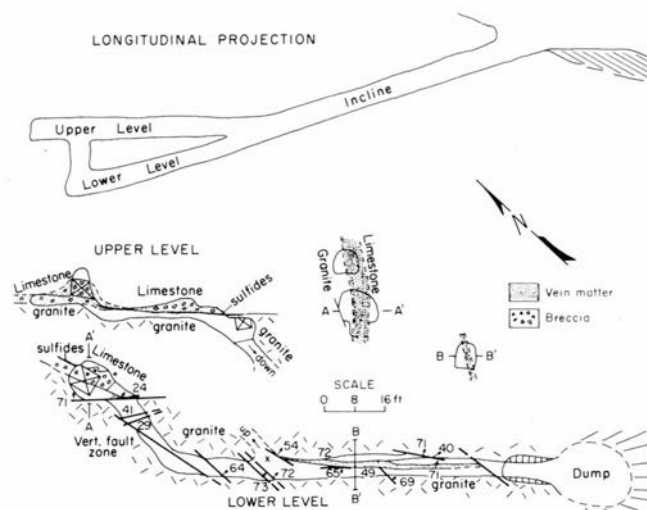 LONGITUDINAL PROJECTION
Incline
Upper Level
Lower Level
N
UPPER LEVEL
Limestone
Limestone
sulfides
granite
granite
granite
down
Granite
Limestone
A A'
B B'
Vein matter
Breccia
SCALE
0 8 16 ft
A'
sulfides
Limestone
24
71
41
29
A
Vert. fault
zone
granite
up
x
54
72
B
71
40
64
72
73
65
49
71
69
granite
B'
Dump
LOWER LEVEL